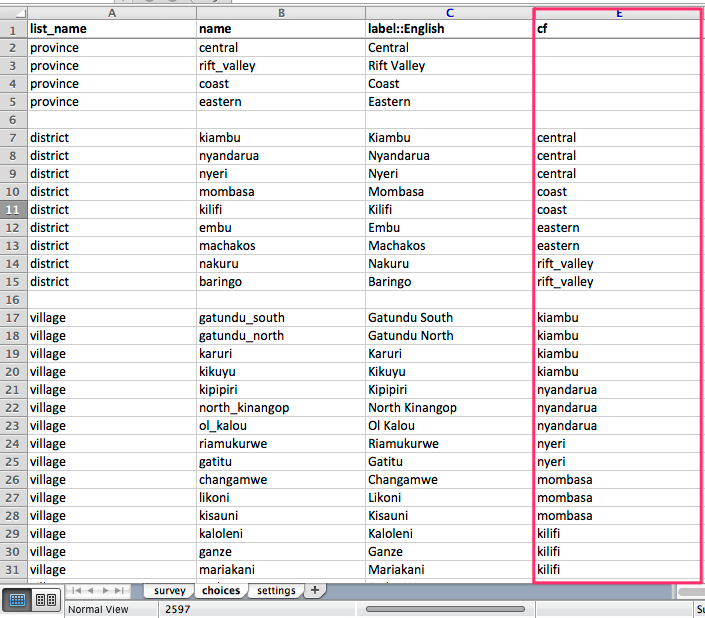 A B C E
1 list_name name label::English cf
2 province central Central
3 province rift_valley Rift Valley
4 province coast Coast
5 province eastern Eastern
6
7 district kiambu Kiambu central
8 district nyandarua Nyandarua central
9 district nyeri Nyeri central
10 district mombasa Mombasa coast
11 district kilifi Kilifi coast
12 district embu Embu eastern
13 district machakos Machakos eastern
14 district nakuru Nakuru rift_valley
15 district baringo Baringo rift_valley
16
17 village gatundu_south Gatundu South kiambu
18 village gatundu_north Gatundu North kiambu
19 village karuri Karuri kiambu
20 village kikuyu Kikuyu kiambu
21 village kipipiri Kipipiri nyandarua
22 village north_kinangop North Kinangop nyandarua
23 village ol_kalou Ol Kalou nyandarua
24 village riamukurwe Riamukurwe nyeri
25 village gatitu Gatitu nyeri
26 village changamwe Changamwe mombasa
27 village likoni Likoni mombasa
28 village kisauni Kisauni mombasa
29 village kaloleni Kaloleni kilifi
30 village ganze Ganze kilifi
31 village mariakani Mariakani kilifi
survey choices settings +
Normal View 2597 Su